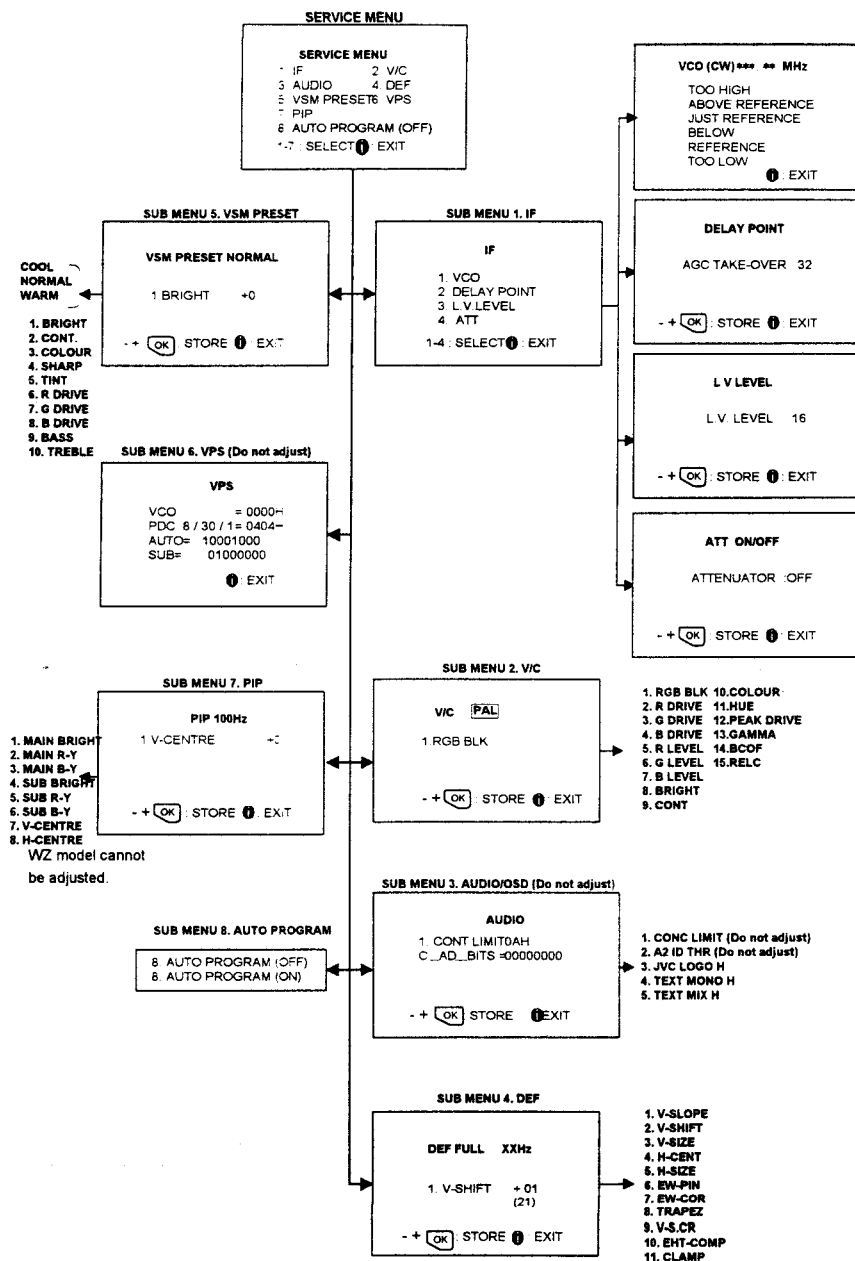 SERVICE MENU
SERVICE MENU
1 IF 2 V/C
3 AUDIO 4. DEF
5 VSM PRESET6 VPS
7 PIP
8 AUTO PROGRAM (OFF)
1-7 : SELECT i : EXIT
VCO (CW)*** ** MHz
TOO HIGH
ABOVE REFERENCE
JUST REFERENCE
BELOW
REFERENCE
TOO LOW
i : EXIT
SUB MENU 5. VSM PRESET
VSM PRESET NORMAL
1 BRIGHT +0
- + OK : STORE i : EXIT
COOL
NORMAL
WARM
1. BRIGHT
2. CONT.
3. COLOUR
4. SHARP
5. TINT
6. R DRIVE
7. G DRIVE
8. B DRIVE
9. BASS
10. TREBLE
SUB MENU 1. IF
IF
1. VCO
2 DELAY POINT
3. L.V.LEVEL
4. ATT
1-4 : SELECT i : EXIT
DELAY POINT
AGC TAKE-OVER 32
- + OK : STORE i : EXIT
L V LEVEL
L.V. LEVEL 16
- + OK : STORE i : EXIT
ATT ON/OFF
ATTENUATOR :OFF
- + OK : STORE i : EXIT
SUB MENU 6. VPS (Do not adjust)
VPS
VCO = 0000H
PDC 8 / 30 / 1= 0404
AUTO= 10001000
SUB= 01000000
i : EXIT
SUB MENU 7. PIP
PIP 100Hz
1 V-CENTRE
- + OK : STORE i : EXIT
1. MAIN BRIGHT
2. MAIN R-Y
3. MAIN B-Y
4. SUB BRIGHT
5. SUB R-Y
6. SUB B-Y
7. V-CENTRE
8. H-CENTRE
WZ model cannot
be adjusted.
SUB MENU 2. V/C
V/C PAL
1.RGB BLK
- + OK : STORE i : EXIT
1. RGB BLK 10.COLOUR
2. R DRIVE 11.HUE
3. G DRIVE 12.PEAK DRIVE
4. B DRIVE 13.GAMMA
5. R LEVEL 14.BCOF
6. G LEVEL 15.RELC
7. B LEVEL
8. BRIGHT
9. CONT
SUB MENU 8. AUTO PROGRAM
8. AUTO PROGRAM (OFF)
8. AUTO PROGRAM (ON)
SUB MENU 3. AUDIO/OSD (Do not adjust)
AUDIO
1. CONT LIMIT0AH
C_AD_BITS =00000000
- + OK : STORE i EXIT
1. CONC LIMIT (Do not adjust)
2. A2 ID THR (Do not adjust)
3. JVC LOGO H
4. TEXT MONO H
5. TEXT MIX H
SUB MENU 4. DEF
DEF FULL XXHz
1. V-SHIFT + 01
(21)
- + OK : STORE i : EXIT
1. V-SLOPE
2. V-SHIFT
3. V-SIZE
4. H-CENT
5. H-SIZE
6. EW-PIN
7. EW-COR
8. TRAPEZ
9. V-S.CR
10. EHT-COMP
11. CLAMP